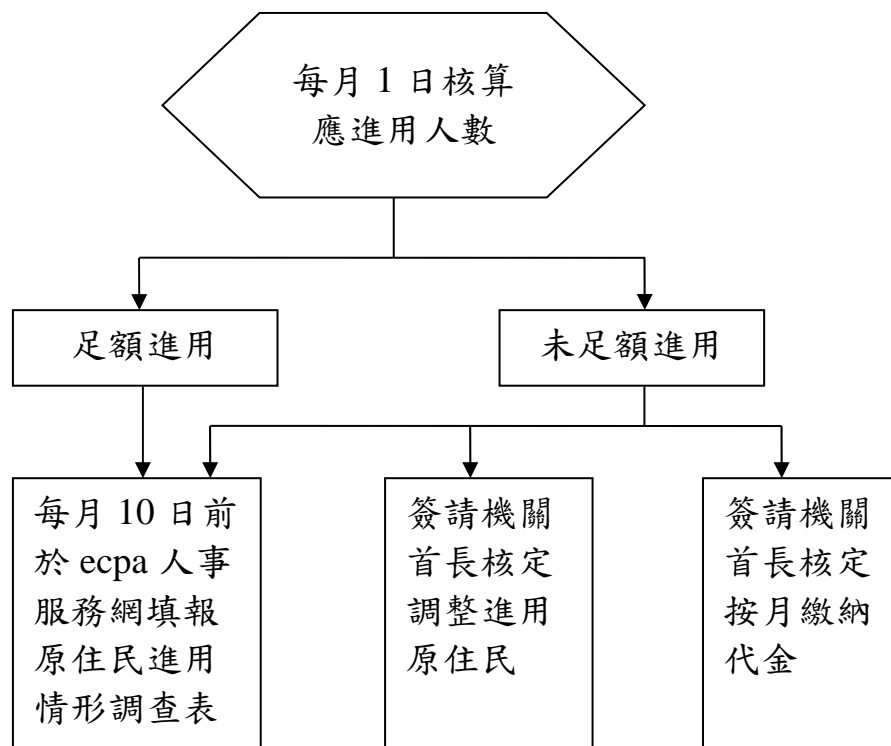 每月 1 日核算
應進用人數
足額進用
未足額進用
每月 10 日前
於 ecpa 人事
服務網填報
原住民進用
情形調查表
簽請機關
首長核定
調整進用
原住民
簽請機關
首長核定
按月繳納
代金